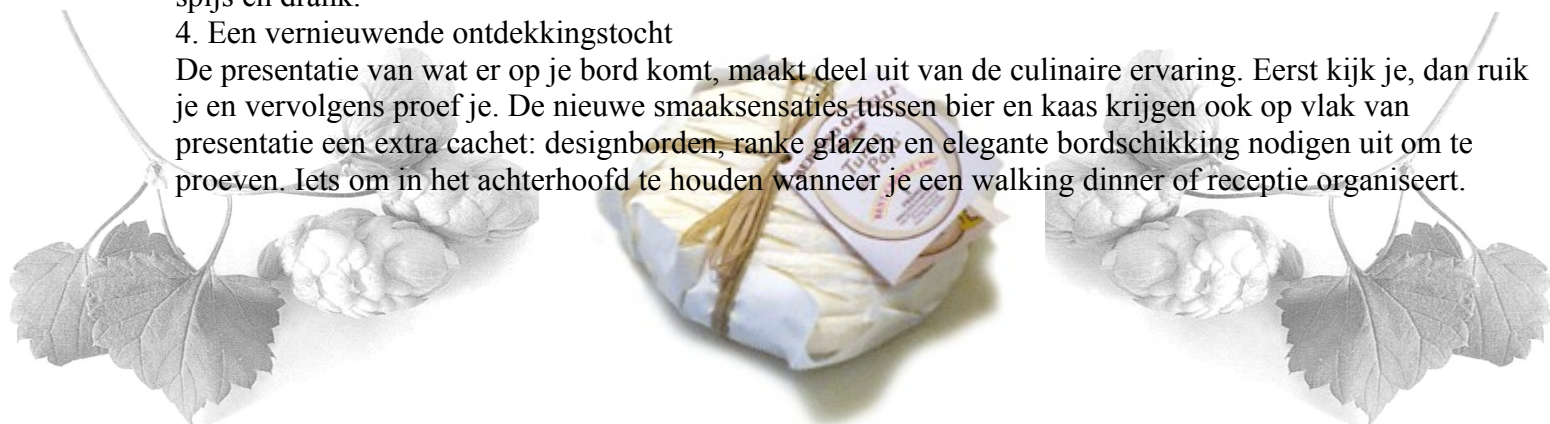 spijs en drank.
4. Een vernieuwende ontdekkingstocht
De presentatie van wat er op je bord komt, maakt deel uit van de culinaire ervaring. Eerst kijk je, dan ruik
je en vervolgens proef je. De nieuwe smaaksensaties tussen bier en kaas krijgen ook op vlak van
presentatie een extra cachet: designborden, ranke glazen en elegante bordschikking nodigen uit om te
proeven. Iets om in het achterhoofd te houden wanneer je een walking dinner of receptie organiseert.